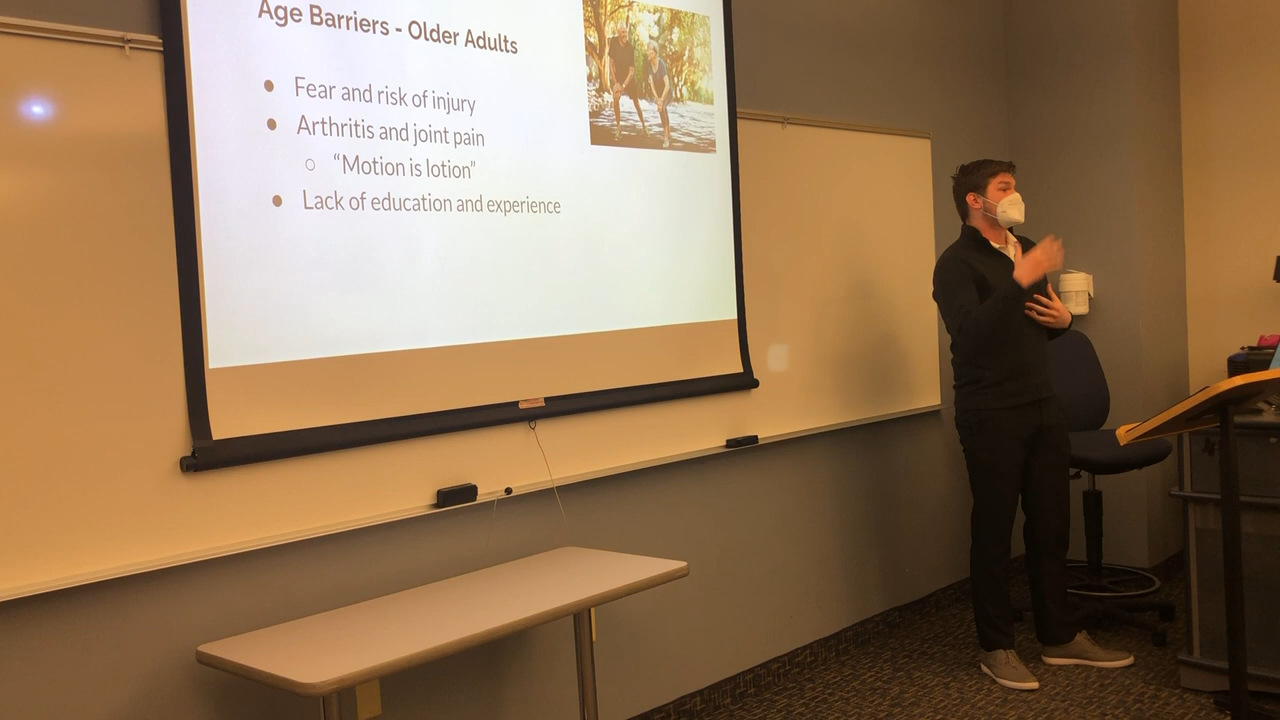 Age Barriers - Older Adults
Fear and risk of injury
Arthritis and joint pain
“Motion is lotion”
Lack of education and experience